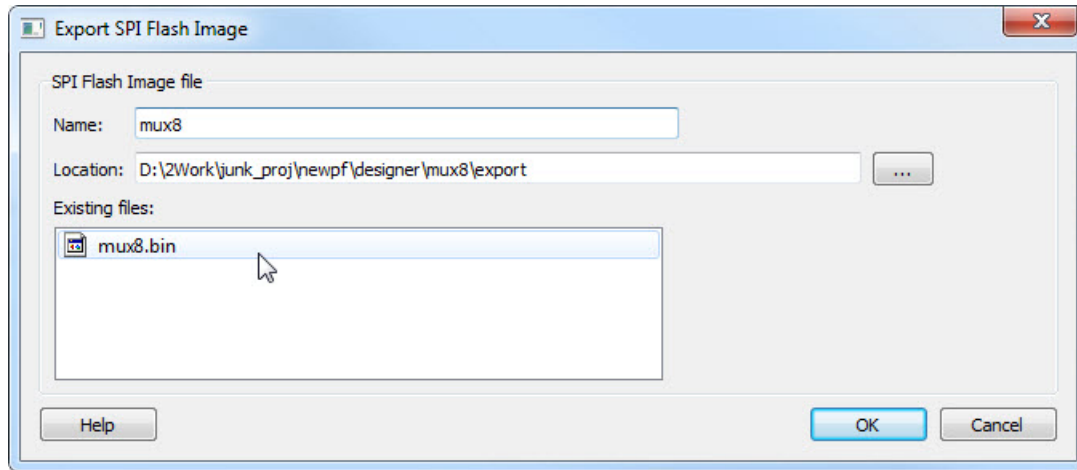 Export SPI Flash Image
SPI Flash Image file
Name: mux8
Location: D:\2Work\junk_proj\newpf\designer\mux8\export ...
Existing files:
mux8.bin
Help OK Cancel